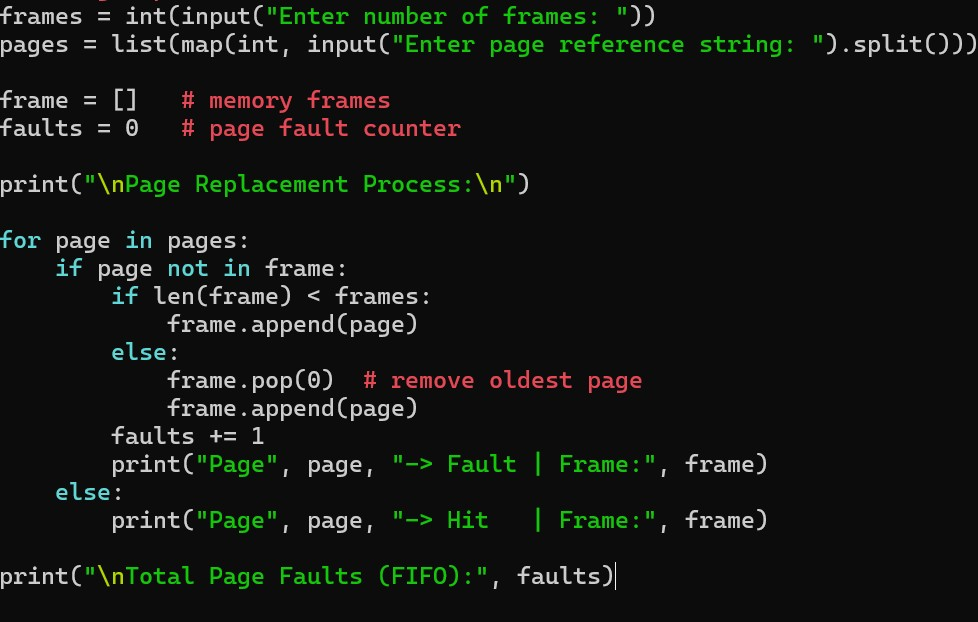 frames = int(input("Enter number of frames: "))
pages = list(map(int, input("Enter page reference string: ").split()))

frame = []   # memory frames
faults = 0   # page fault counter

print("\nPage Replacement Process:\n")

for page in pages:
    if page not in frame:
        if len(frame) < frames:
            frame.append(page)
        else:
            frame.pop(0)  # remove oldest page
            frame.append(page)
        faults += 1
        print("Page", page, "-> Fault | Frame:", frame)
    else:
        print("Page", page, "-> Hit   | Frame:", frame)

print("\nTotal Page Faults (FIFO):", faults)